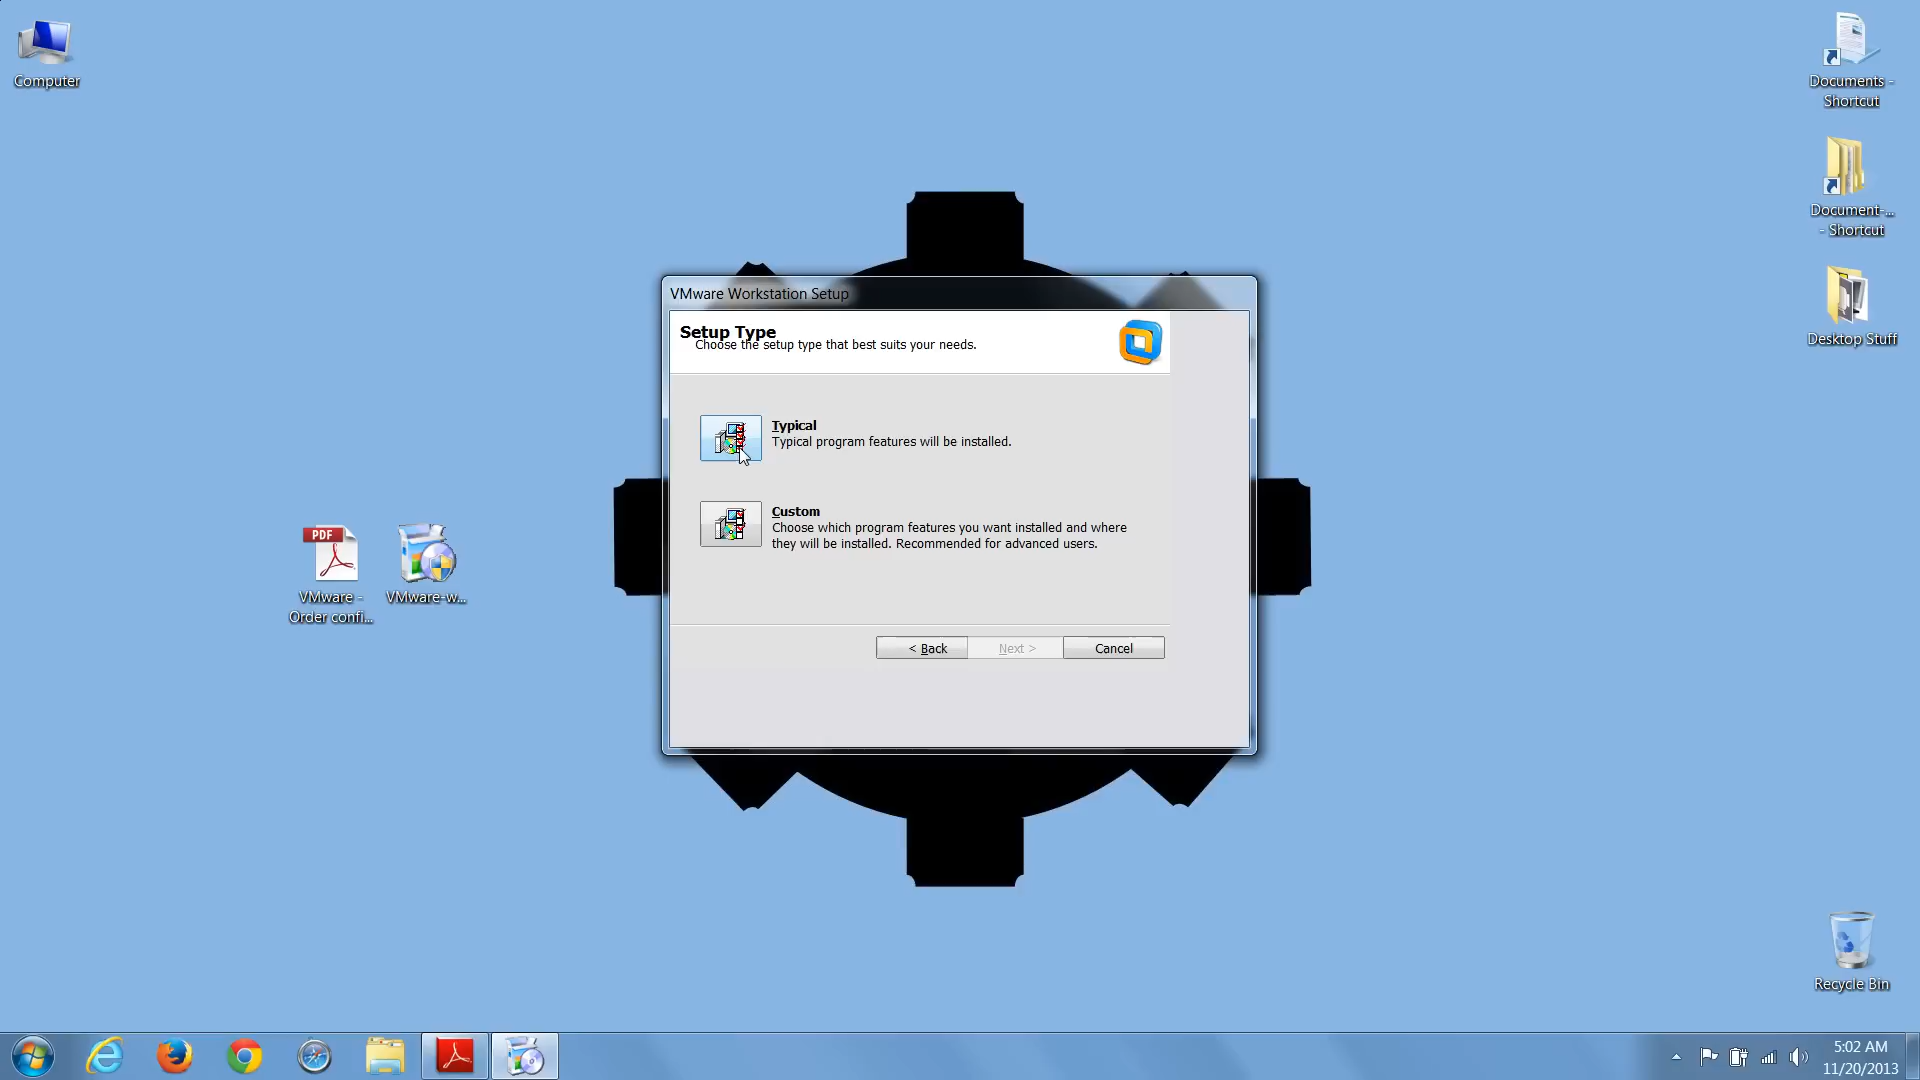 Computer
Documents -
Shortcut
Document-...
- Shortcut
Desktop Stuff
VMware Workstation Setup
Setup Type
Choose the setup type that best suits your needs.
Typical
Typical program features will be installed.
Custom
Choose which program features you want installed and where
they will be installed. Recommended for advanced users.
< Back
Next >
Cancel
PDF
VMware -
Order confi...
VMware-w...
Recycle Bin
5:02 AM
11/20/2013